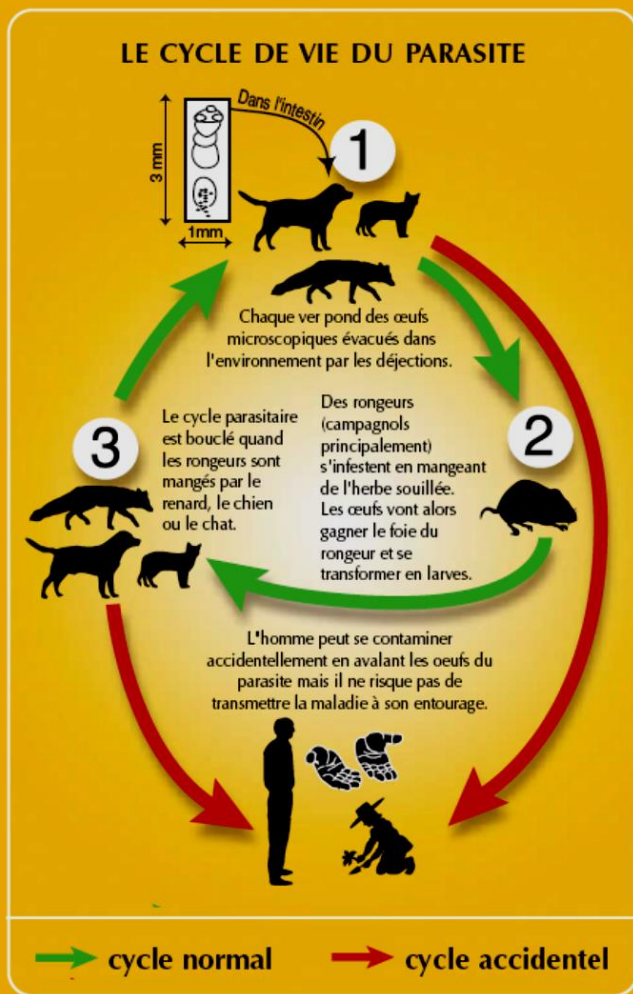 LE CYCLE DE VIE DU PARASITE
Dans l'intestin
1
3 mm
1mm
Chaque ver pond des œufs
microscopiques évacués dans
l'environnement par les déjections.
3
Le cycle parasitaire
est bouclé quand
les rongeurs sont
mangés par le
renard, le chien
ou le chat.
Des rongeurs
(campagnols
principalement)
s'infestent en mangeant
de l'herbe souillée.
Les œufs vont alors
gagner le foie du
rongeur et se
transformer en larves.
2
L'homme peut se contaminer
accidentellement en avalant les oeufs du
parasite mais il ne risque pas de
transmettre la maladie à son entourage.
cycle normal
cycle accidentel